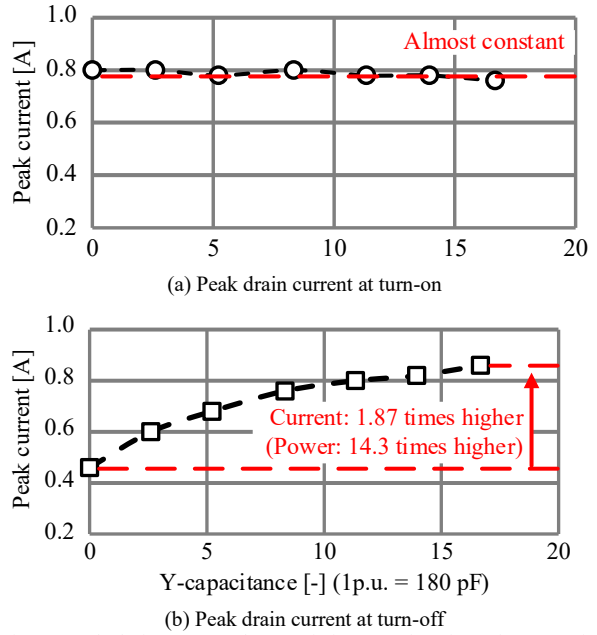 1.0
Almost constant
0.8
0.6
0.4
0.2
Peak current [A]
0 5 10 15 20
(a) Peak drain current at turn-on
1.0
0.8
0.6
0.4
0.2
Peak current [A]
Current: 1.87 times higher
(Power: 14.3 times higher)
0 5 10 15 20
Y-capacitance [-] (1p.u. = 180 pF)
(b) Peak drain current at turn-off